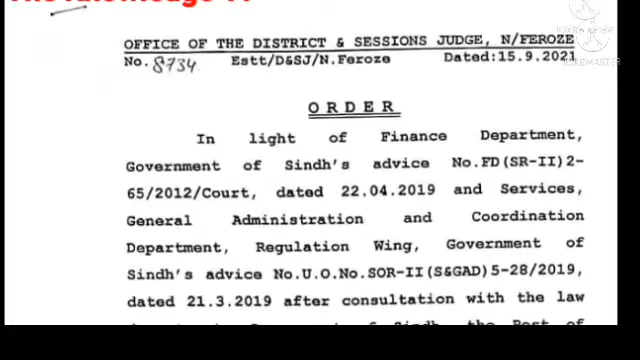 OFFICE OF THE DISTRICT & SESSIONS JUDGE, N/FEROZE
No. 8734 Estt/D&SJ/N.Feroze Dated:15.9.2021
ORDER
In light of Finance Department,
Government of Sindh's advice No.FD(SR-II)2-
65/2012/Court, dated 22.04.2019 and Services,
General Administration and Coordination
Department, Regulation Wing, Government of
Sindh's advice No.U.O.No.SOR-II(S&GAD)5-28/2019,
dated 21.3.2019 after consultation with the law
the Post of